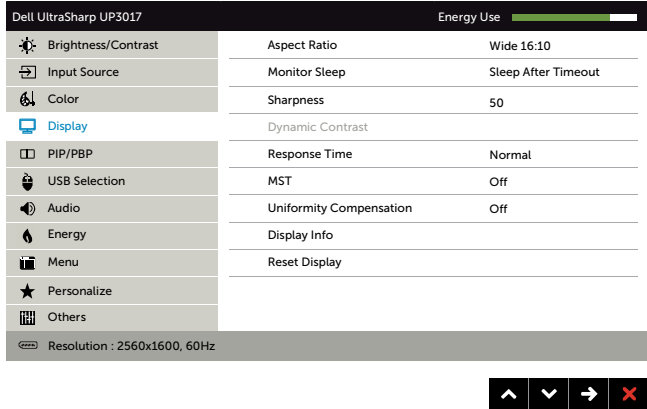 Dell UltraSharp UP3017 Energy Use
Brightness/Contrast Aspect Ratio Wide 16:10
Input Source Monitor Sleep Sleep After Timeout
Color Sharpness 50
Display Dynamic Contrast
PIP/PBP Response Time Normal
USB Selection MST Off
Audio Uniformity Compensation Off
Energy Display Info
Menu Reset Display
Personalize
Others
Resolution : 2560x1600, 60Hz